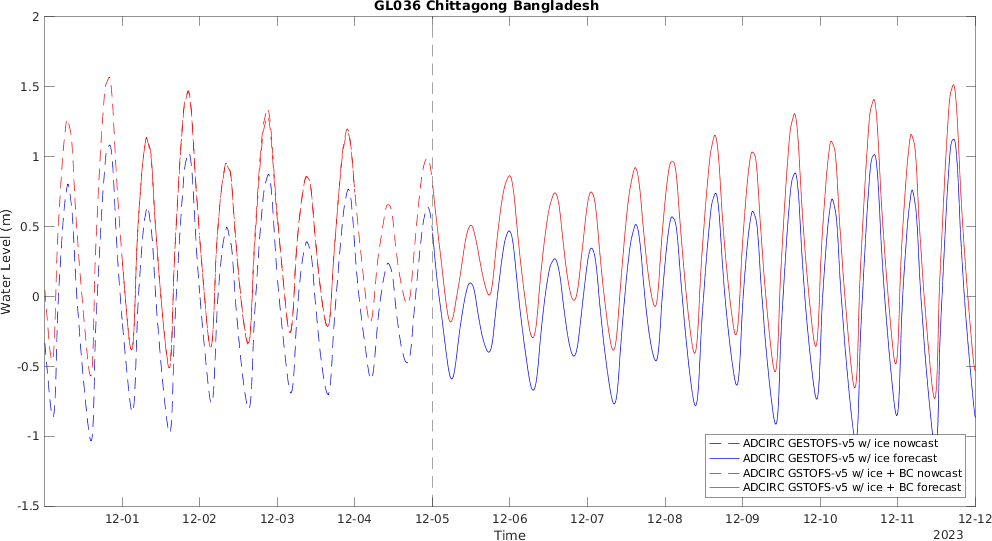 GL036 Chittagong Bangladesh
2
1.5
1
0.5
0
-0.5
-1
-1.5
Water Level (m)
ADCIRC GESTOFS-v5 w/ ice nowcast
ADCIRC GESTOFS-v5 w/ ice forecast
ADCIRC GSTOFS-v5 w/ ice + BC nowcast
ADCIRC GSTOFS-v5 w/ ice + BC forecast
12-01 12-02 12-03 12-04 12-05 12-06 12-07 12-08 12-09 12-10 12-11 12-12
Time
2023